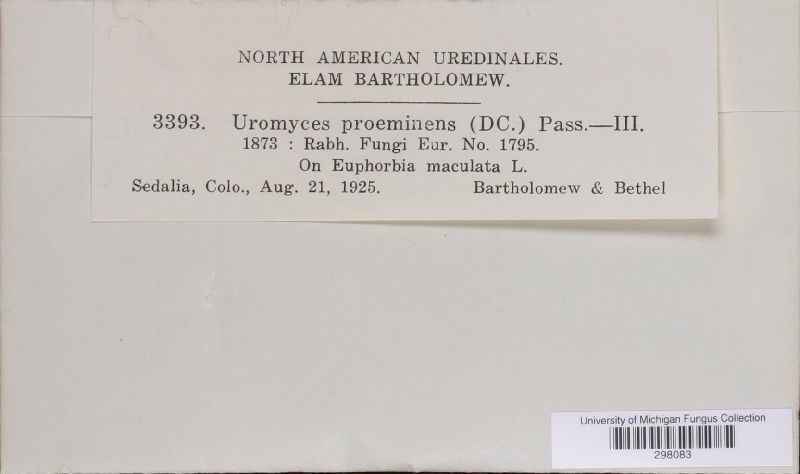 NORTH AMERICAN UREDINALES.
ELAM BARTHOLOMEW.
3393. Uromyces proeminens (DC.) Pass.—III.
1873 : Rabh. Fungi Eur. No. 1795.
On Euphorbia maculata L.
Sedalia, Colo., Aug. 21, 1925. Bartholomew & Bethel
University of Michigan Fungus Collection
298083